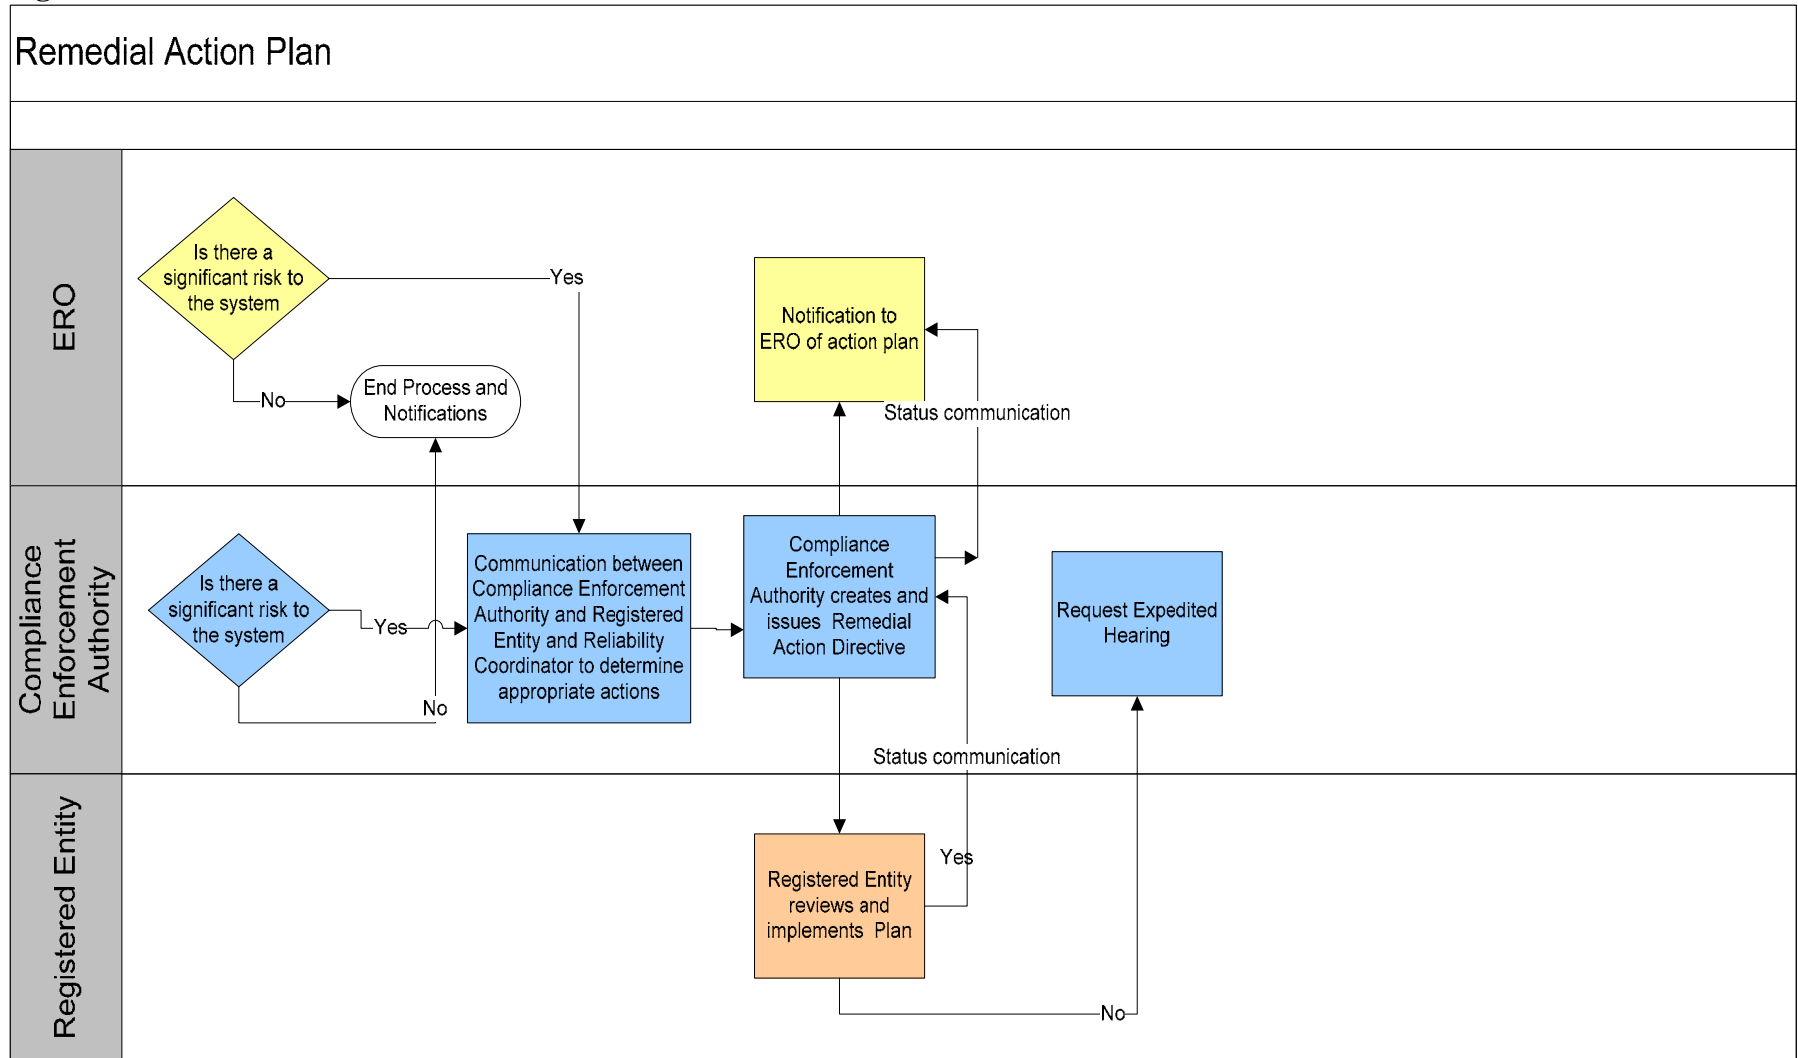 Remedial Action Plan
ERO
Is there a
significant risk to
the system
Yes
No
End Process and
Notifications
Notification to
ERO of action plan
Status communication
Compliance
Enforcement
Authority
Is there a
significant risk to
the system
Yes
No
Communication between
Compliance Enforcement
Authority and Registered
Entity and Reliability
Coordinator to determine
appropriate actions
Compliance
Enforcement
Authority creates and
issues Remedial
Action Directive
Request Expedited
Hearing
Status communication
Registered Entity
Registered Entity
reviews and
implements Plan
Yes
No